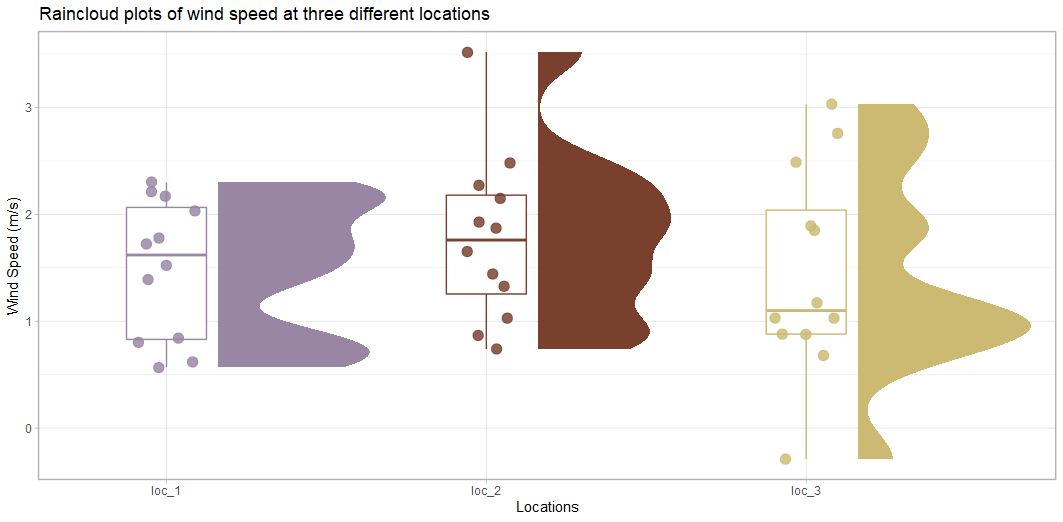 Raincloud plots of wind speed at three different locations
Wind Speed (m/s)
3
2
1
0
loc_1 loc_2 loc_3
Locations